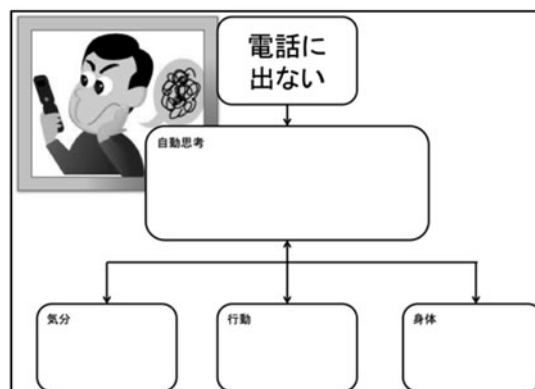 電話に
出ない
自動思考
気分
行動
身体